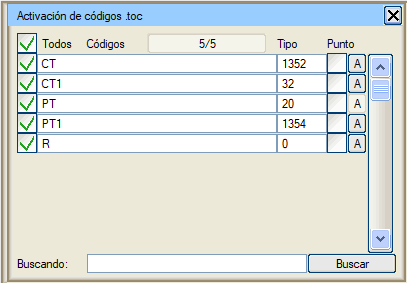 Activación de códigos .toc
Todos Códigos 5/5 Tipo Punto
CT 1352 A
CT1 32 A
PT 20 A
PT1 1354 A
R 0 A
Buscando: Buscar